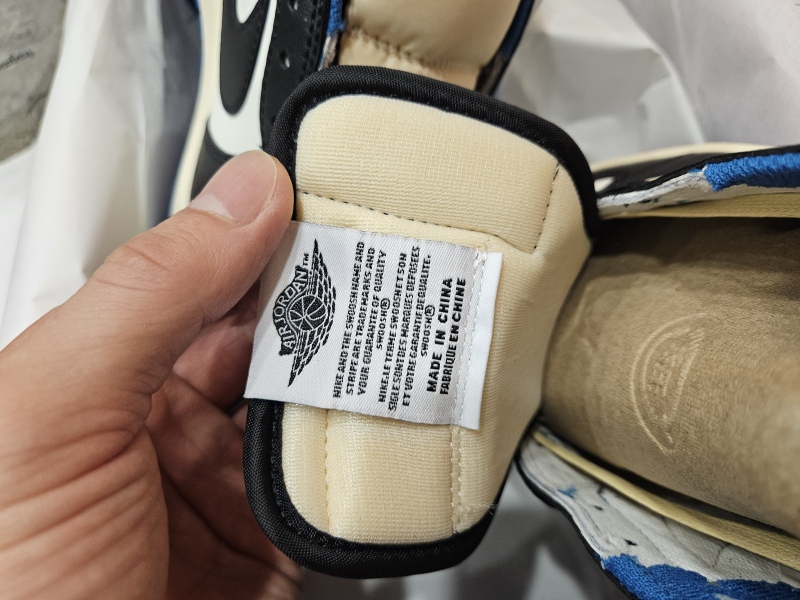 AIR JORDAN™
NIKE AND THE SWOOSH NAME AND
STRIPE ARE TRADEMARKS AND
YOUR GUARANTEE OF QUALITY
SWOOSH®
NIKE.LE TERME SWOOSH ET SON
SIGLE SONT DES MARQUES DEPOSEES
ET VOTRE GARANTIE DE QUALITE.
SWOOSH®
MADE IN CHINA
FABRIQUE EN CHINE